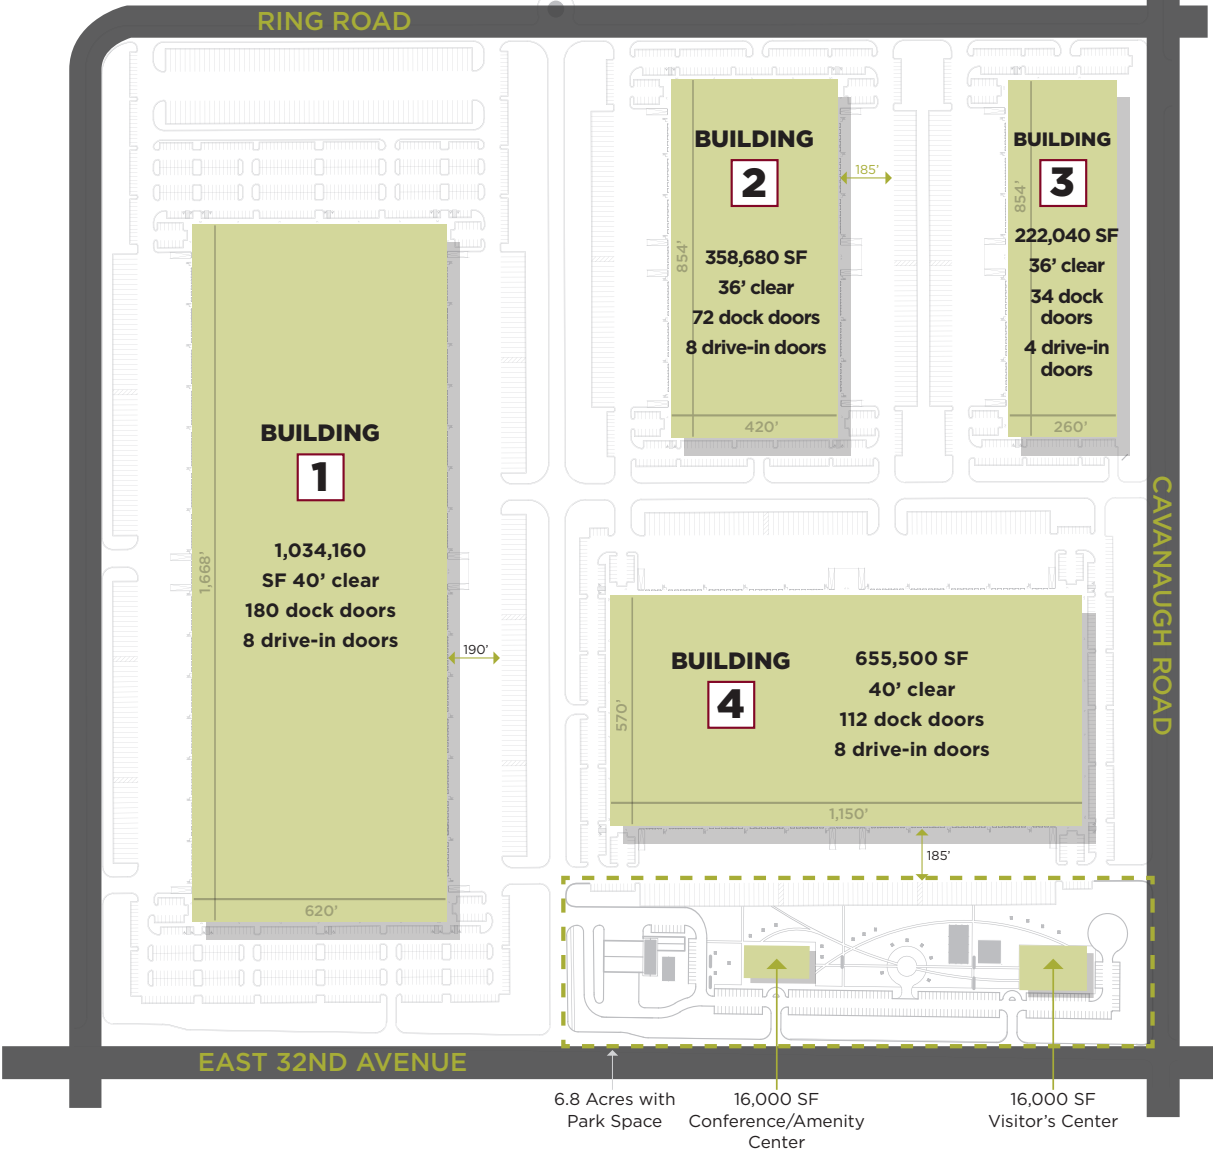 RING ROAD
BUILDING
2
854’
358,680 SF
36’ clear
72 dock doors
8 drive-in doors
420’
185’
BUILDING
3
854’
222,040 SF
36’ clear
34 dock
doors
4 drive-in
doors
260’
BUILDING
1
1,668’
1,034,160
SF 40’ clear
180 dock doors
8 drive-in doors
620’
190’
CAVANAUGH ROAD
BUILDING
4
570’
655,500 SF
40’ clear
112 dock doors
8 drive-in doors
1,150’
185’
EAST 32ND AVENUE
6.8 Acres with
Park Space
16,000 SF
Conference/Amenity
Center
16,000 SF
Visitor’s Center